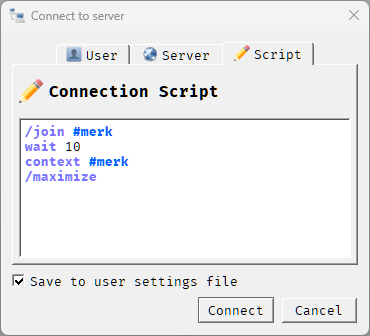 Connect to server
User
Server
Script
Connection Script
/join #merk
wait 10
context #merk
/maximize
Save to user settings file
Connect
Cancel